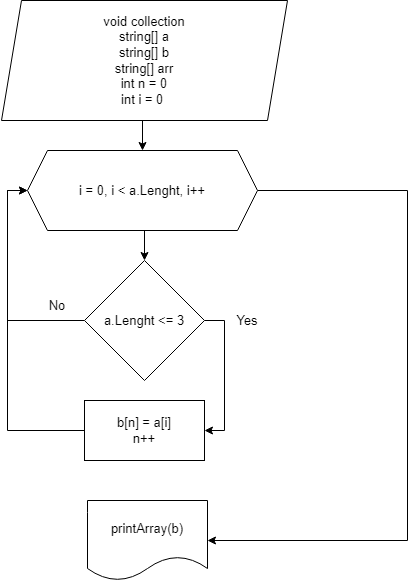 void collection
string[] a
string[] b
string[] arr
int n = 0
int i = 0
i = 0, i < a.Lenght, i++
No
a.Lenght <= 3
Yes
b[n] = a[i]
n++
printArray(b)